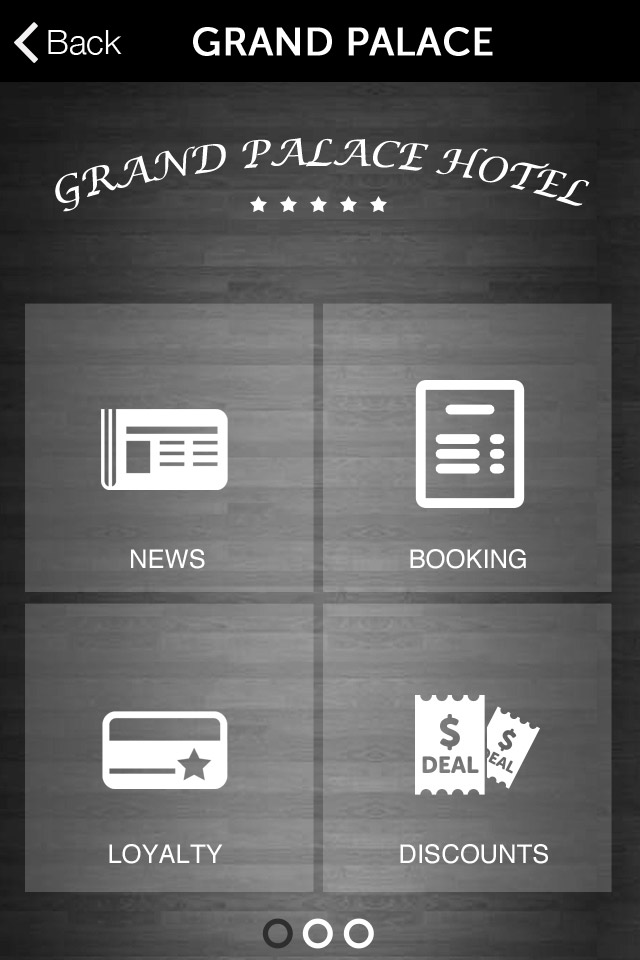 Back GRAND PALACE
GRAND PALACE HOTEL
NEWS
BOOKING
$
DEAL
$
DEAL
LOYALTY
DISCOUNTS